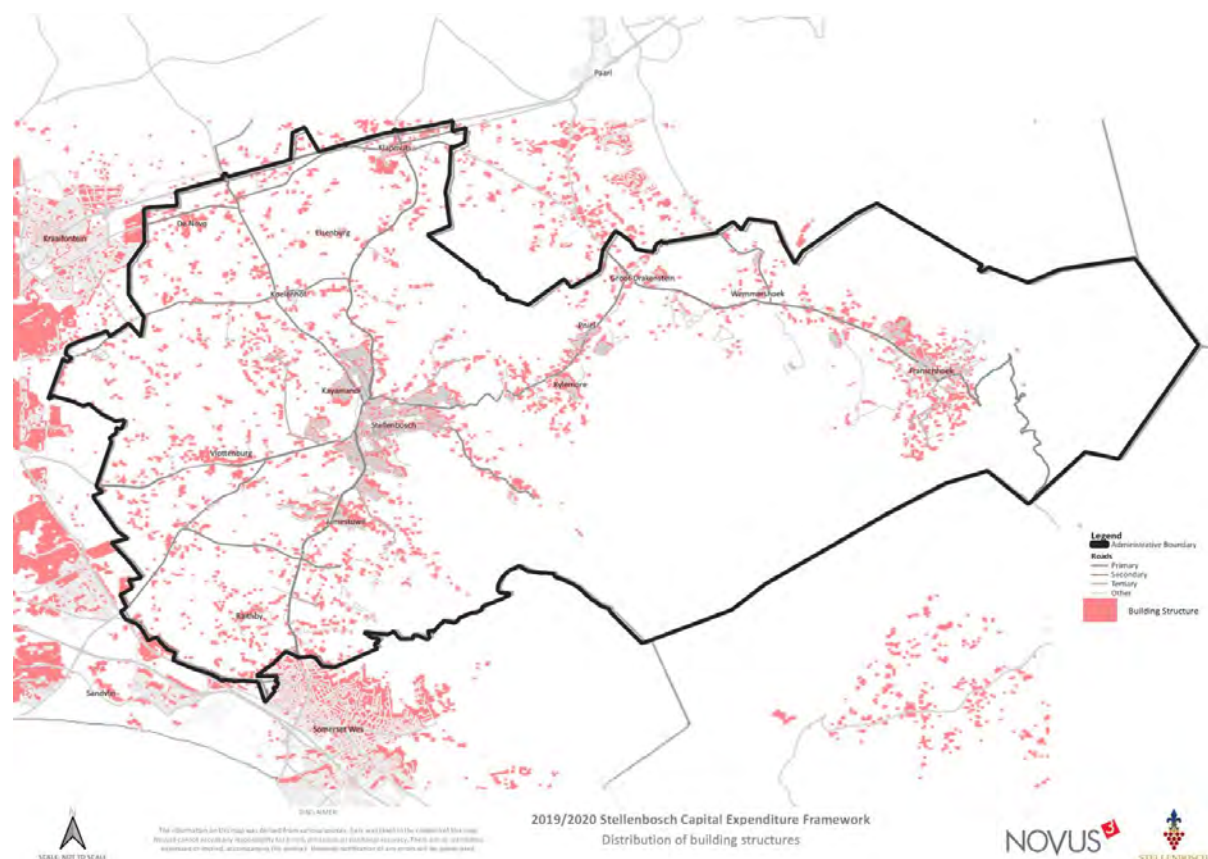 Paarl
Klapmuts
Kraaifontein
De Novo
Elsenburg
Groot Drakenstein
Koelenhof
Wemmershoek
Pniel
Franschhoek
Kylemore
Kayamandi
Stellenbosch
Vlottenburg
Jamestown
Legend
Administrative Boundary
Roads
Primary
Secondary
Tertiary
Other
Building Structure
Raithby
Sandvlei
Somerset Wes
SCALE: NOT TO SCALE
DISCLAIMER:
2019/2020 Stellenbosch Capital Expenditure Framework
Distribution of building structures
NOVUS3
STELLENBOSCH